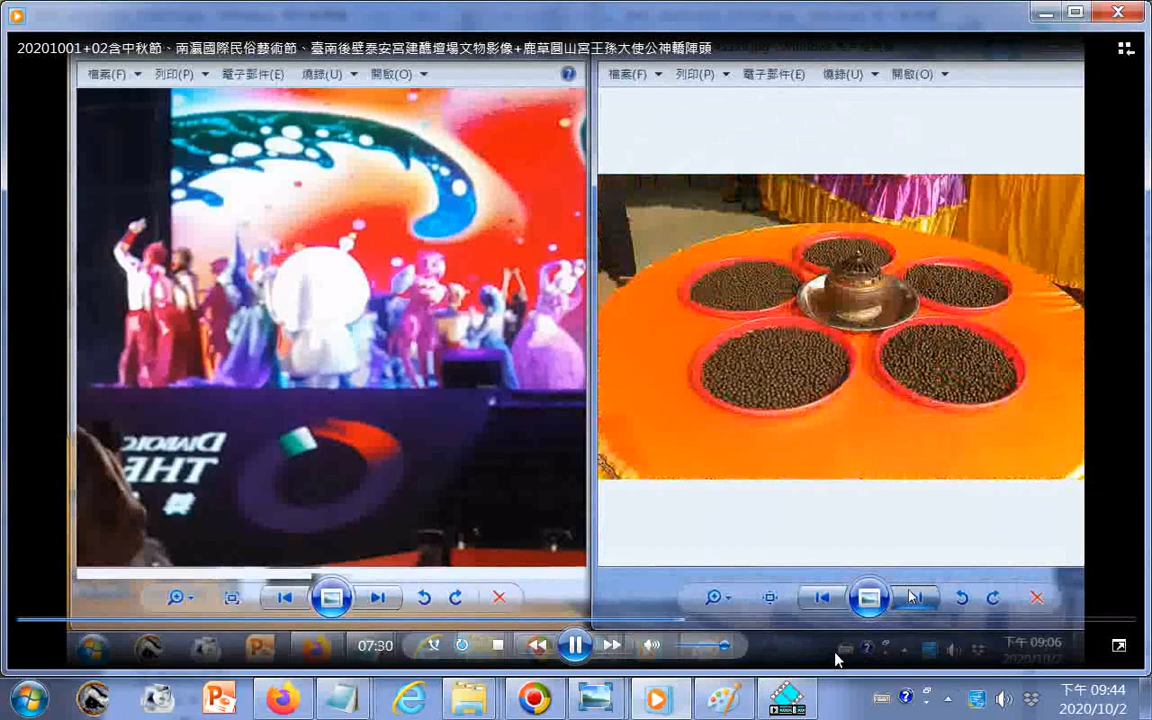 20201001+02含中秋節、南瀛國際民俗藝術節、臺南後壁泰安宮建醮壇場文物影像+鹿草圓山宮王孫大使公神轎陣頭
檔案(F) 列印(P) 電子郵件(E) 燒錄(U) 開啟(O)
檔案(F) 列印(P) 電子郵件(E) 燒錄(U) 開啟(O)
DIABOLO
THE
07:30
下午 09:06
2020/10/2
下午 09:44
2020/10/2